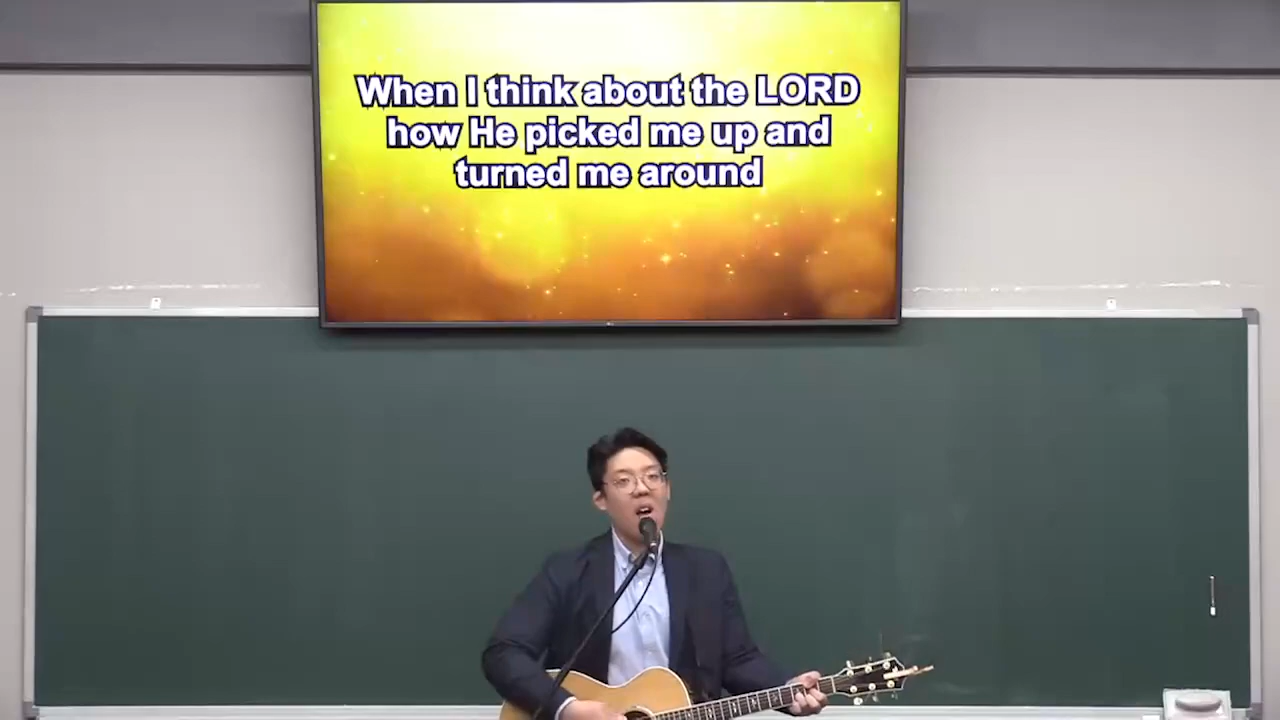 When I think about the LORD
how He picked me up and
turned me around